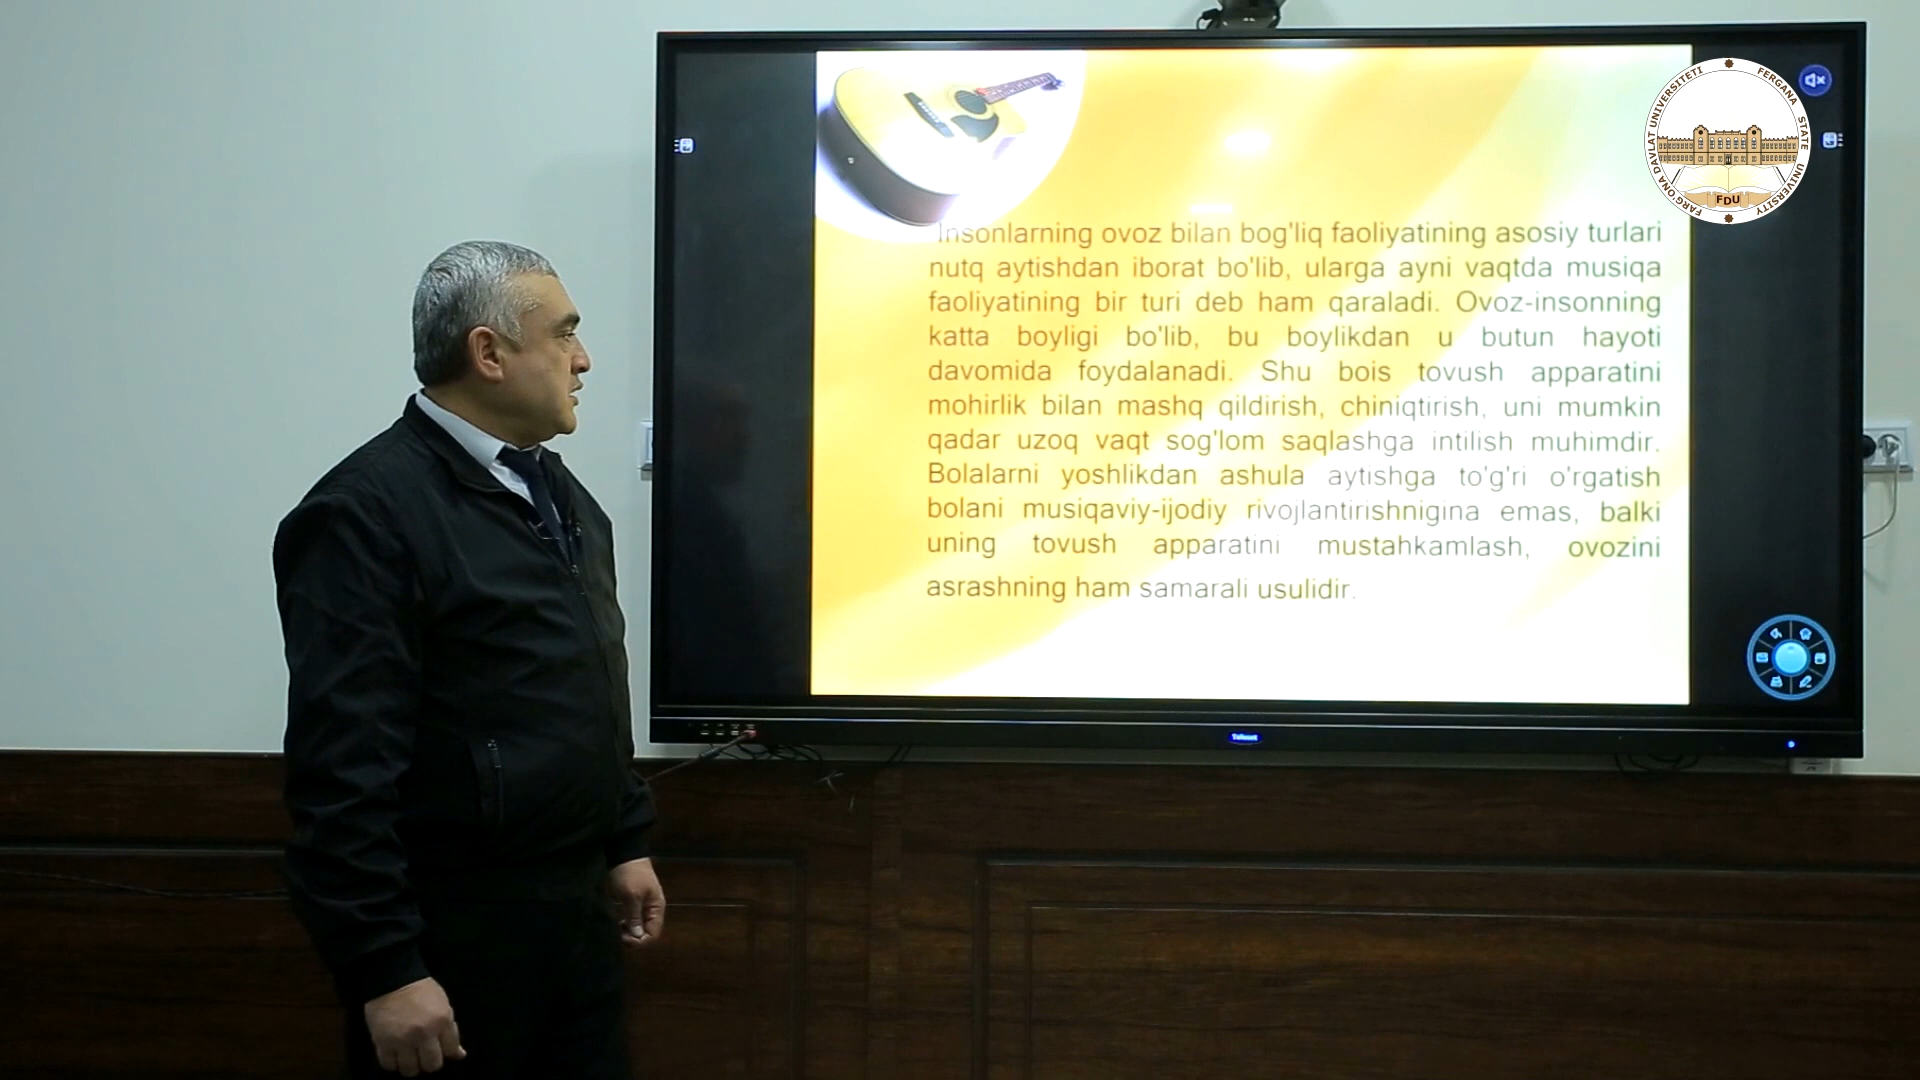 Insonlarning ovoz bilan bog'liq faoliyatining asosiy turlari
nutq aytishdan iborat bo'lib, ularga ayni vaqtda musiqa
faoliyatining bir turi deb ham qaraladi. Ovoz-insonning
katta boyligi bo'lib, bu boylikdan u butun hayoti
davomida foydalanadi. Shu bois tovush apparatini
mohirlik bilan mashq qildirish, chiniqtirish, uni mumkin
qadar uzoq vaqt sog'lom saqlashga intilish muhimdir.
Bolalarni yoshlikdan ashula aytishga to'g'ri o'rgatish
bolani musiqaviy-ijodiy rivojlantirishnigina emas, balki
uning tovush apparatini mustahkamlash, ovozini
asrashning ham samarali usulidir.
FARG'ONA DAVLAT UNIVERSITETI
FERGANA STATE UNIVERSITY
FDU